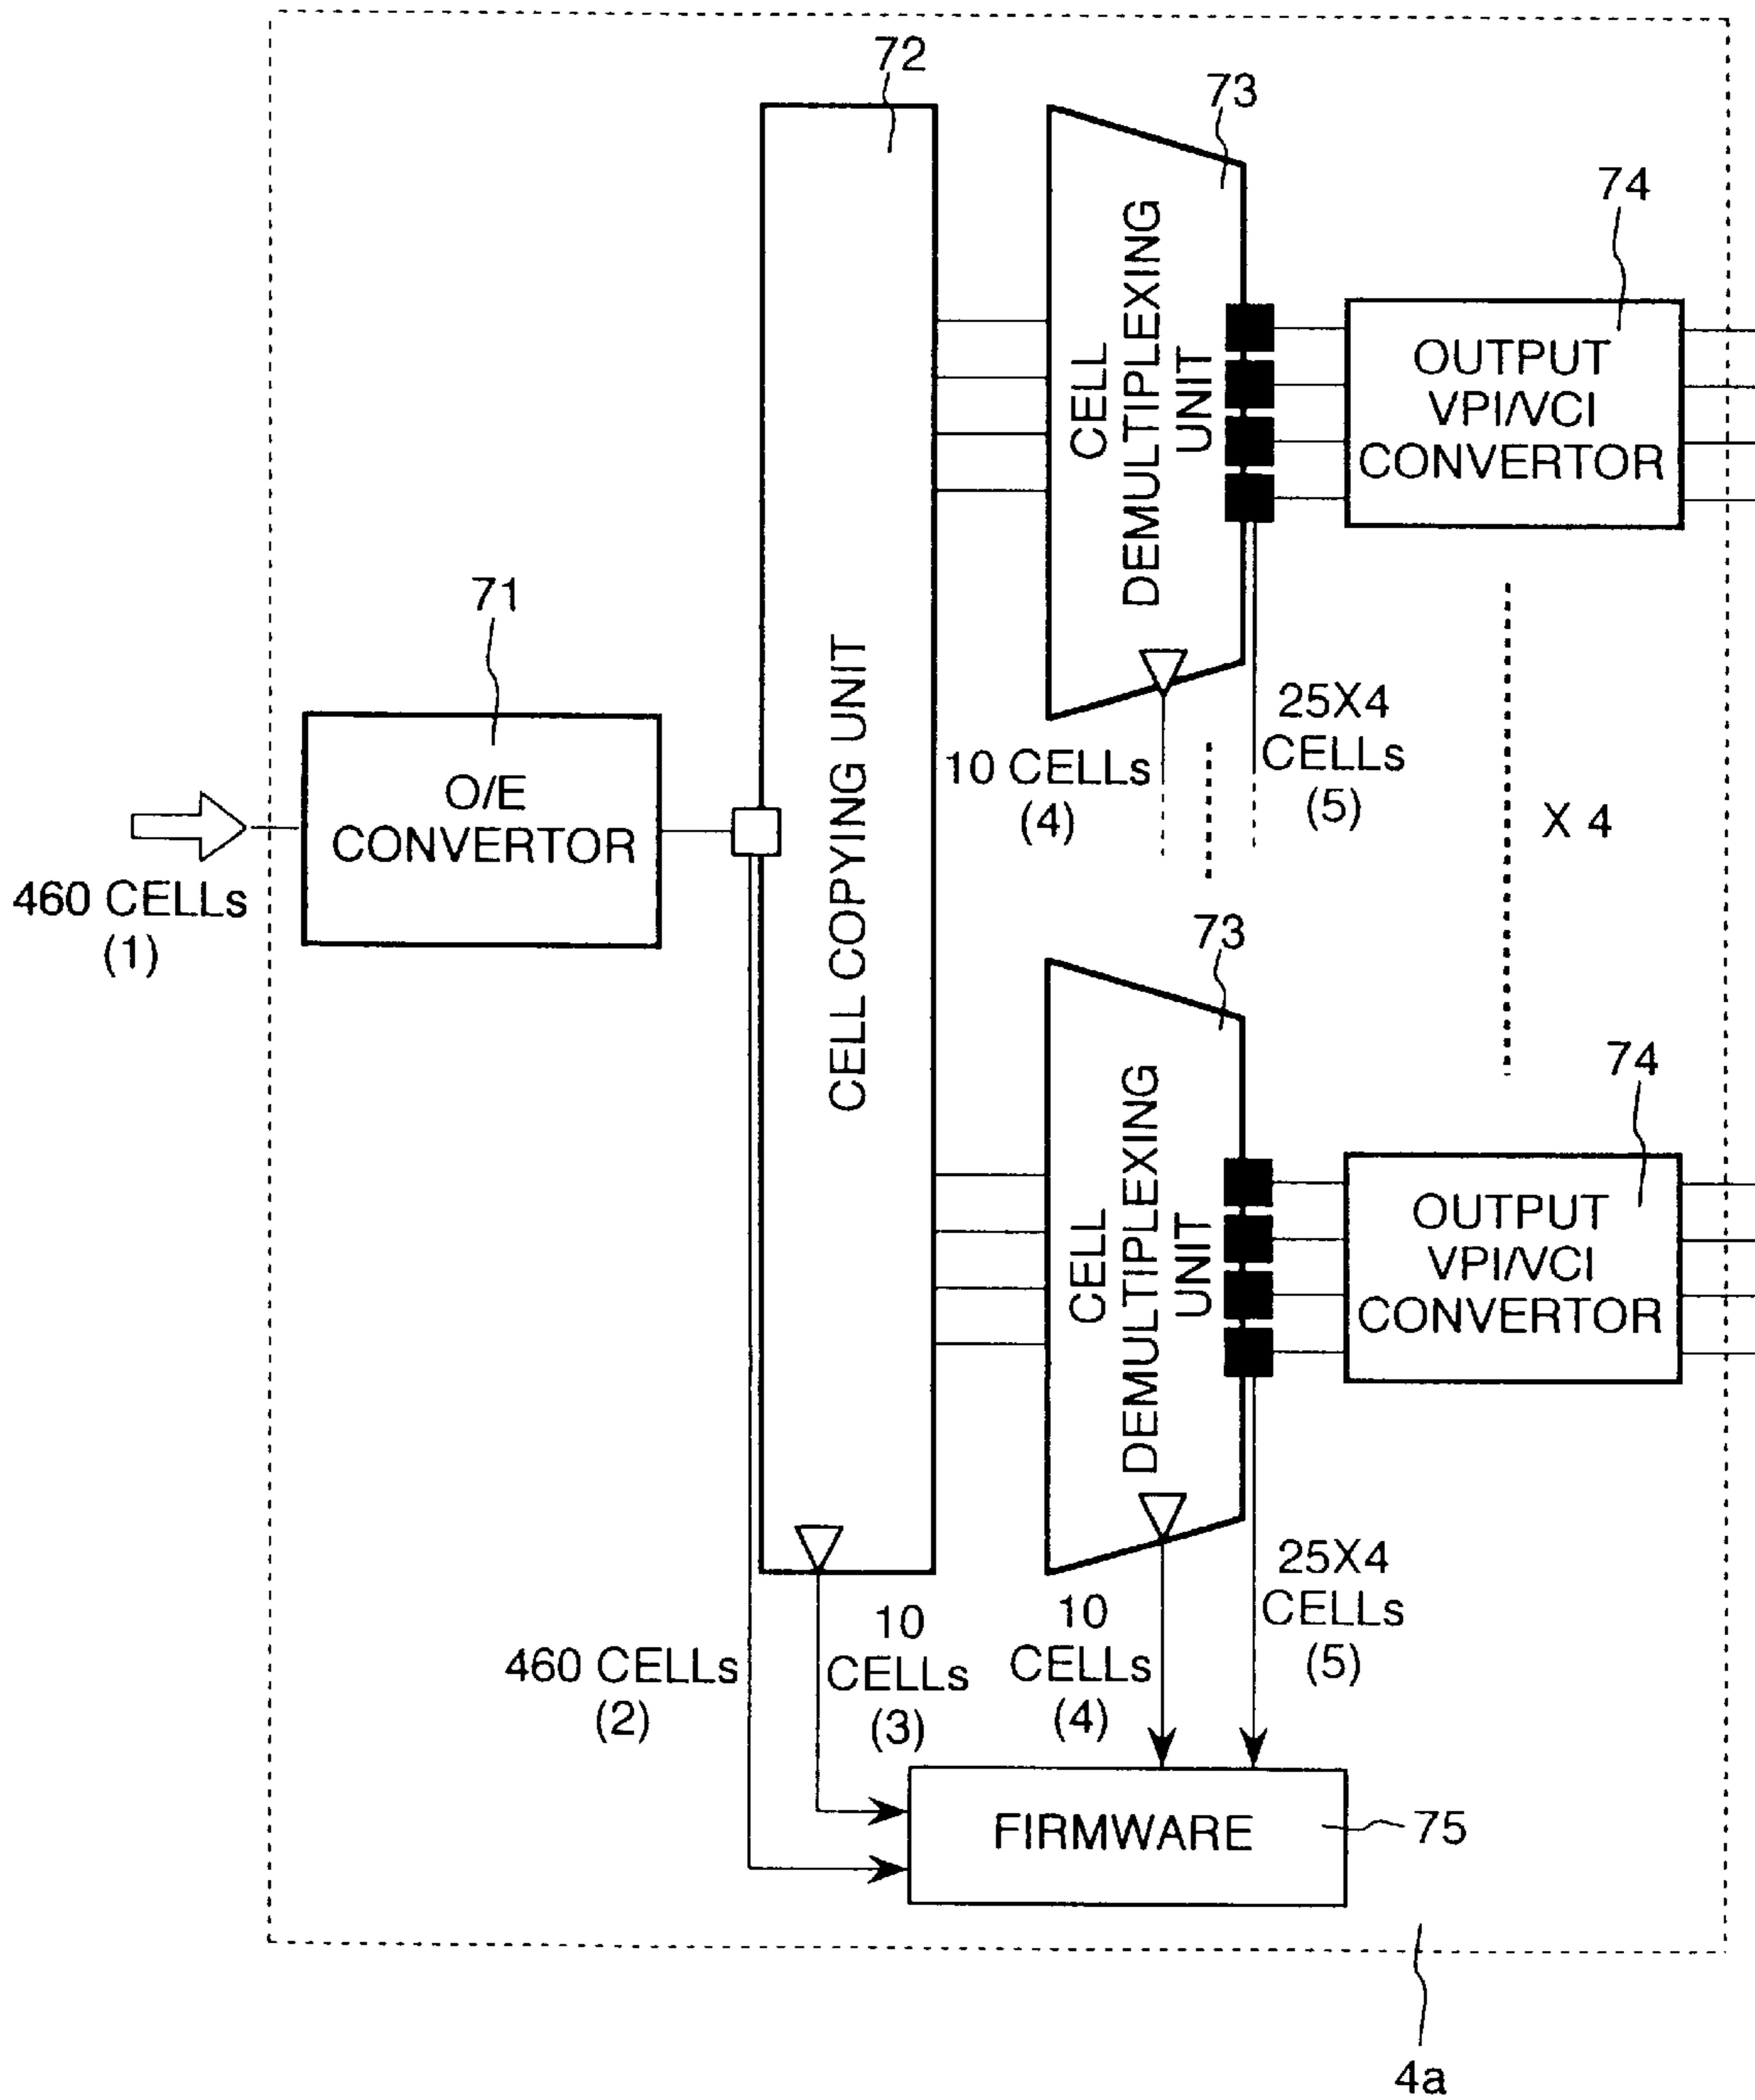 72
73
74
CELL
DEMULTIPLEXING
UNIT
OUTPUT
VPI/VCI
CONVERTOR
71
O/E
CONVERTOR
CELL COPYING UNIT
460 CELLs
(1)
10 CELLs
(4)
25X4
CELLs
(5)
X 4
73
74
CELL
DEMULTIPLEXING
UNIT
OUTPUT
VPI/VCI
CONVERTOR
460 CELLs
(2)
10
CELLs
(3)
10
CELLs
(4)
25X4
CELLs
(5)
FIRMWARE
75
4a